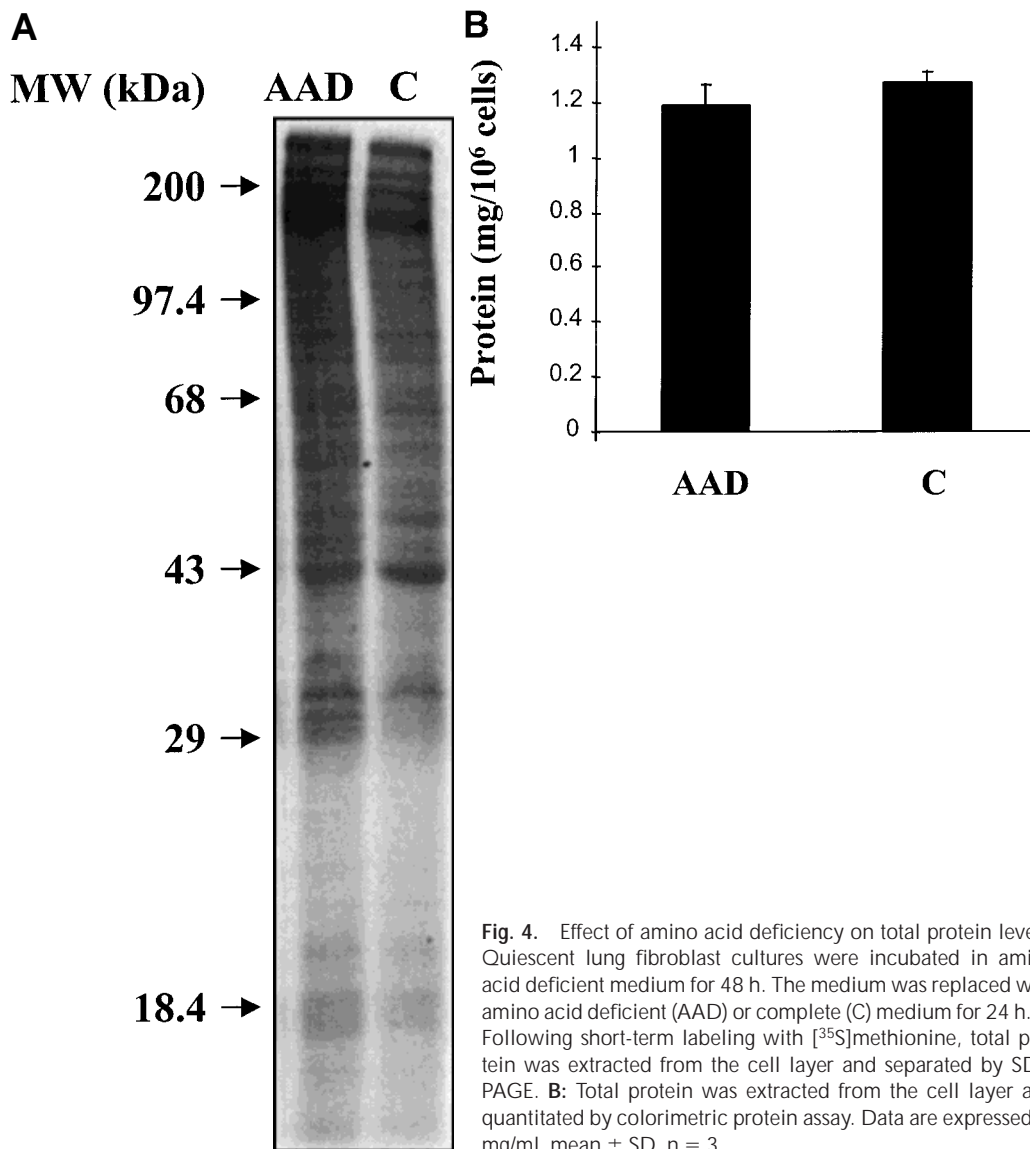 A
MW (kDa) AAD C
200
97.4
68
43
29
18.4
B
Protein (mg/10⁶ cells)
1.4
1.2
1
0.8
0.6
0.4
0.2
0
AAD C
Fig. 4. Effect of amino acid deficiency on total protein leve
Quiescent lung fibroblast cultures were incubated in ami
acid deficient medium for 48 h. The medium was replaced w
amino acid deficient (AAD) or complete (C) medium for 24 h.
Following short-term labeling with [³⁵S]methionine, total p
tein was extracted from the cell layer and separated by SD
PAGE. B: Total protein was extracted from the cell layer a
quantitated by colorimetric protein assay. Data are expressed
mg/ml, mean ± SD, n = 3